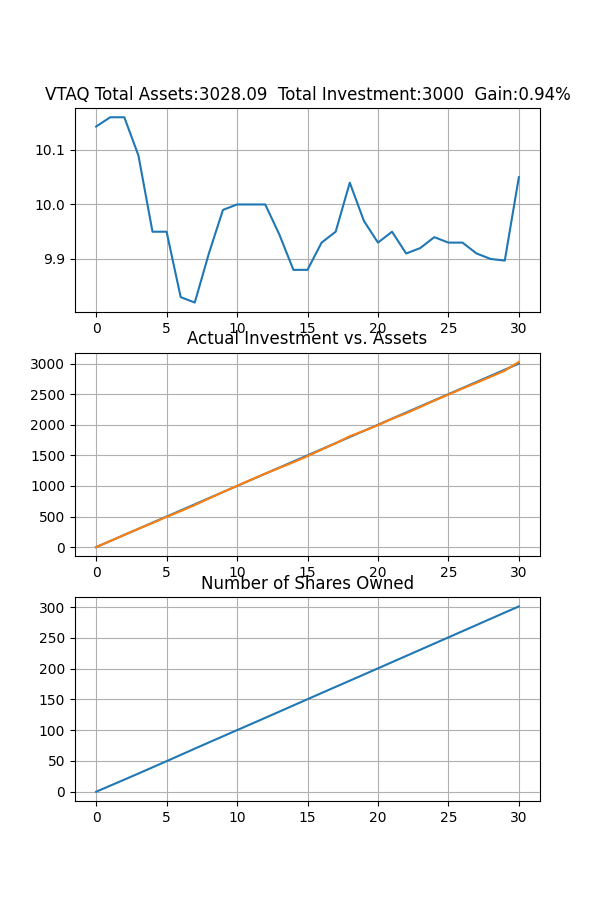 VTAQ Total Assets:3028.09  Total Investment:3000  Gain:0.94%
10.1
10.0
9.9
0 5 10 15 20 25 30
Actual Investment vs. Assets
3000
2500
2000
1500
1000
500
0
0 5 10 15 20 25 30
Number of Shares Owned
300
250
200
150
100
50
0
0 5 10 15 20 25 30